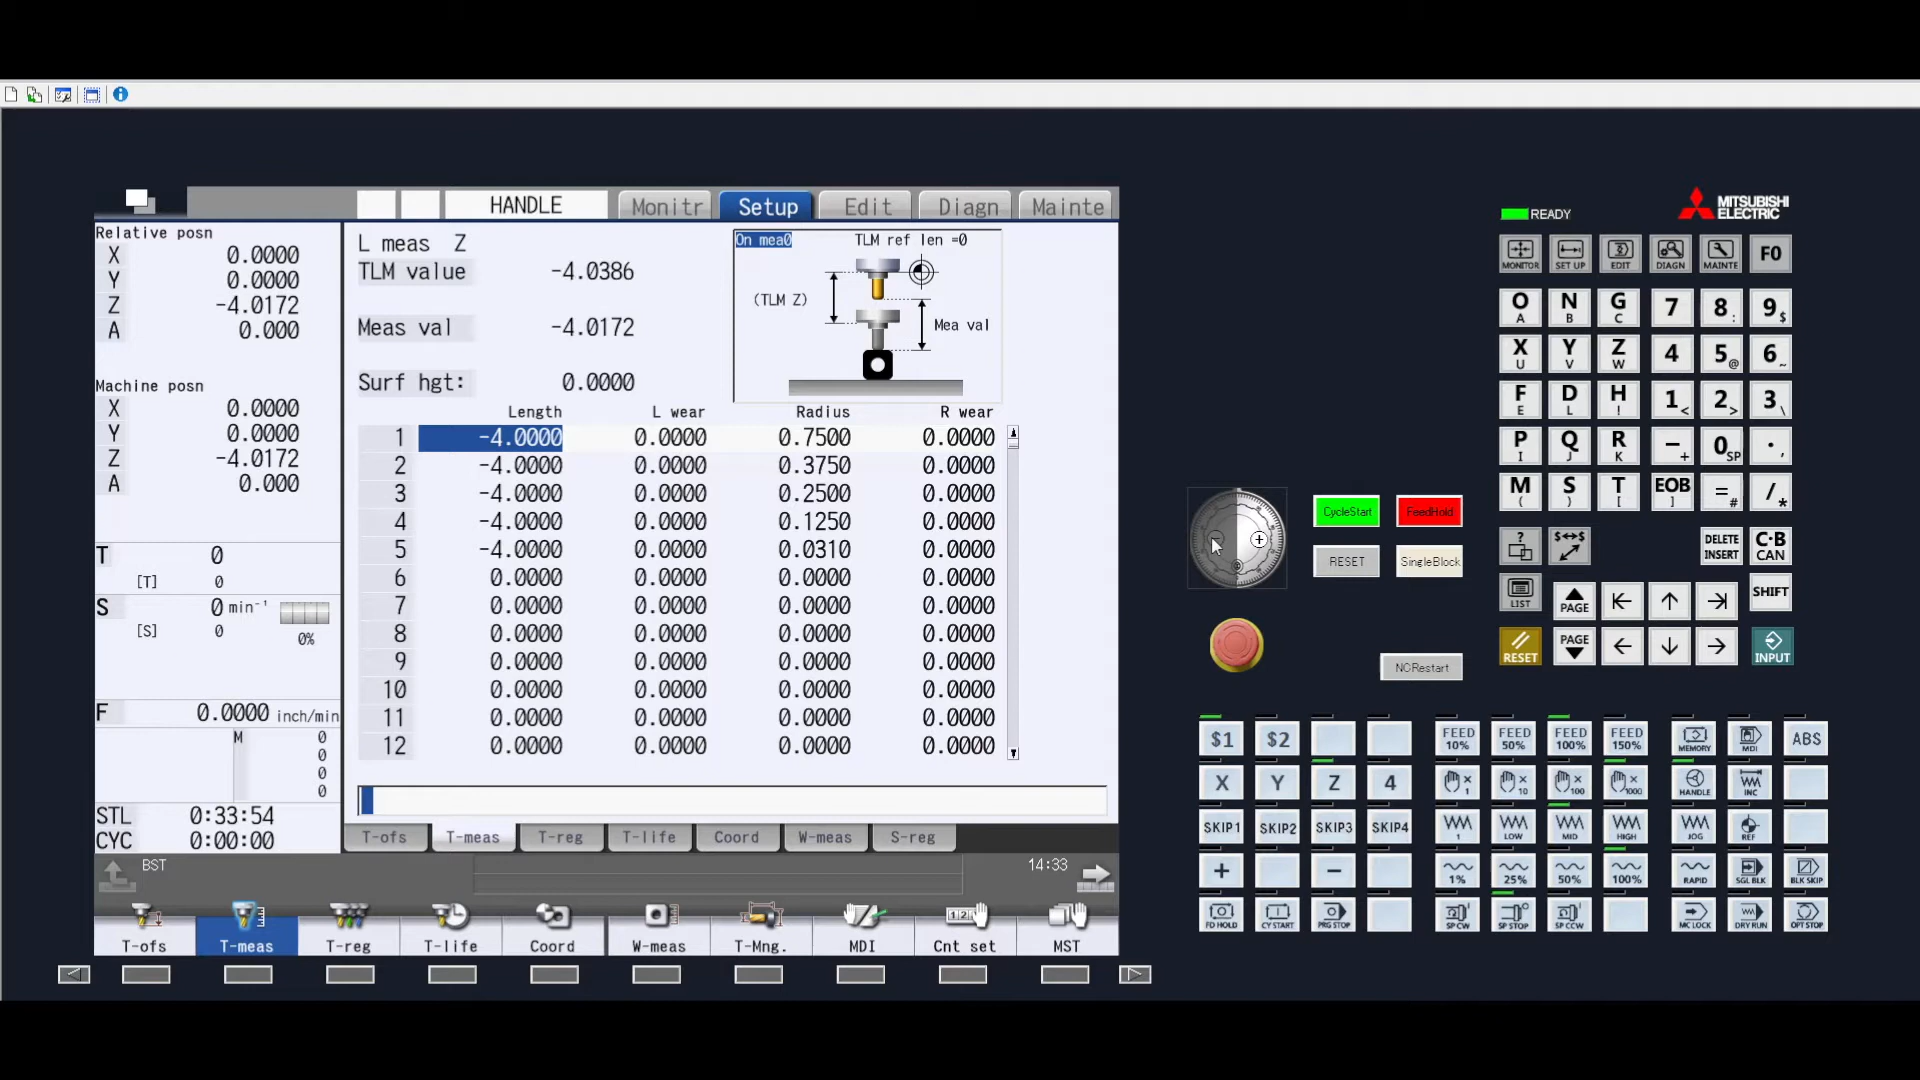 HANDLE Monitr Setup Edit Diagn Mainte
Relative posn
X 0.0000
Y 0.0000
Z -4.0172
A 0.000
Machine posn
X 0.0000
Y 0.0000
Z -4.0172
A 0.000
T 0
[T] 0
S 0 min⁻¹
[S] 0 0%
F 0.0000 inch/min
M 0
0
0
0
STL 0:33:54
CYC 0:00:00
L meas Z
TLM value -4.0386
Meas val -4.0172
Surf hgt: 0.0000
On mea0 TLM ref len =0
(TLM Z)
Mea val
Length L wear Radius R wear
1 -4.0000 0.0000 0.7500 0.0000
2 -4.0000 0.0000 0.3750 0.0000
3 -4.0000 0.0000 0.2500 0.0000
4 -4.0000 0.0000 0.1250 0.0000
5 -4.0000 0.0000 0.0310 0.0000
6 0.0000 0.0000 0.0000 0.0000
7 0.0000 0.0000 0.0000 0.0000
8 0.0000 0.0000 0.0000 0.0000
9 0.0000 0.0000 0.0000 0.0000
10 0.0000 0.0000 0.0000 0.0000
11 0.0000 0.0000 0.0000 0.0000
12 0.0000 0.0000 0.0000 0.0000
T-ofs T-meas T-reg T-life Coord W-meas S-reg
BST 14:33
T-ofs T-meas T-reg T-life Coord W-meas T-Mng. MDI Cnt set MST
CycleStart FeedHold
RESET SingleBlock
NCRestart
READY
MITSUBISHI
ELECTRIC
MONITOR SET UP EDIT DIAGN MAINTE F0
O A N B G C 7 8 : 9 $
X U Y V Z W 4 5 @ 6 ~
F E D L H ! 1 < 2 > 3 \
P I Q J R K - + 0 SP . ,
M ( S ) T [ EOB ] = # / *
? $↔$ DELETE INSERT C·B CAN
LIST PAGE SHIFT
RESET PAGE INPUT
$1 $2 FEED 10% FEED 50% FEED 100% FEED 150% MEMORY MDI ABS
X Y Z 4 ×1 ×10 ×100 ×1000 HANDLE INC
SKIP1 SKIP2 SKIP3 SKIP4 1 LOW MID HIGH JOG REF
+ - 1% 25% 50% 100% RAPID SGL BLK BLK SKIP
FD HOLD CY START PRG STOP SP CW SP STOP SP CCW MC LOCK DRY RUN OPT STOP